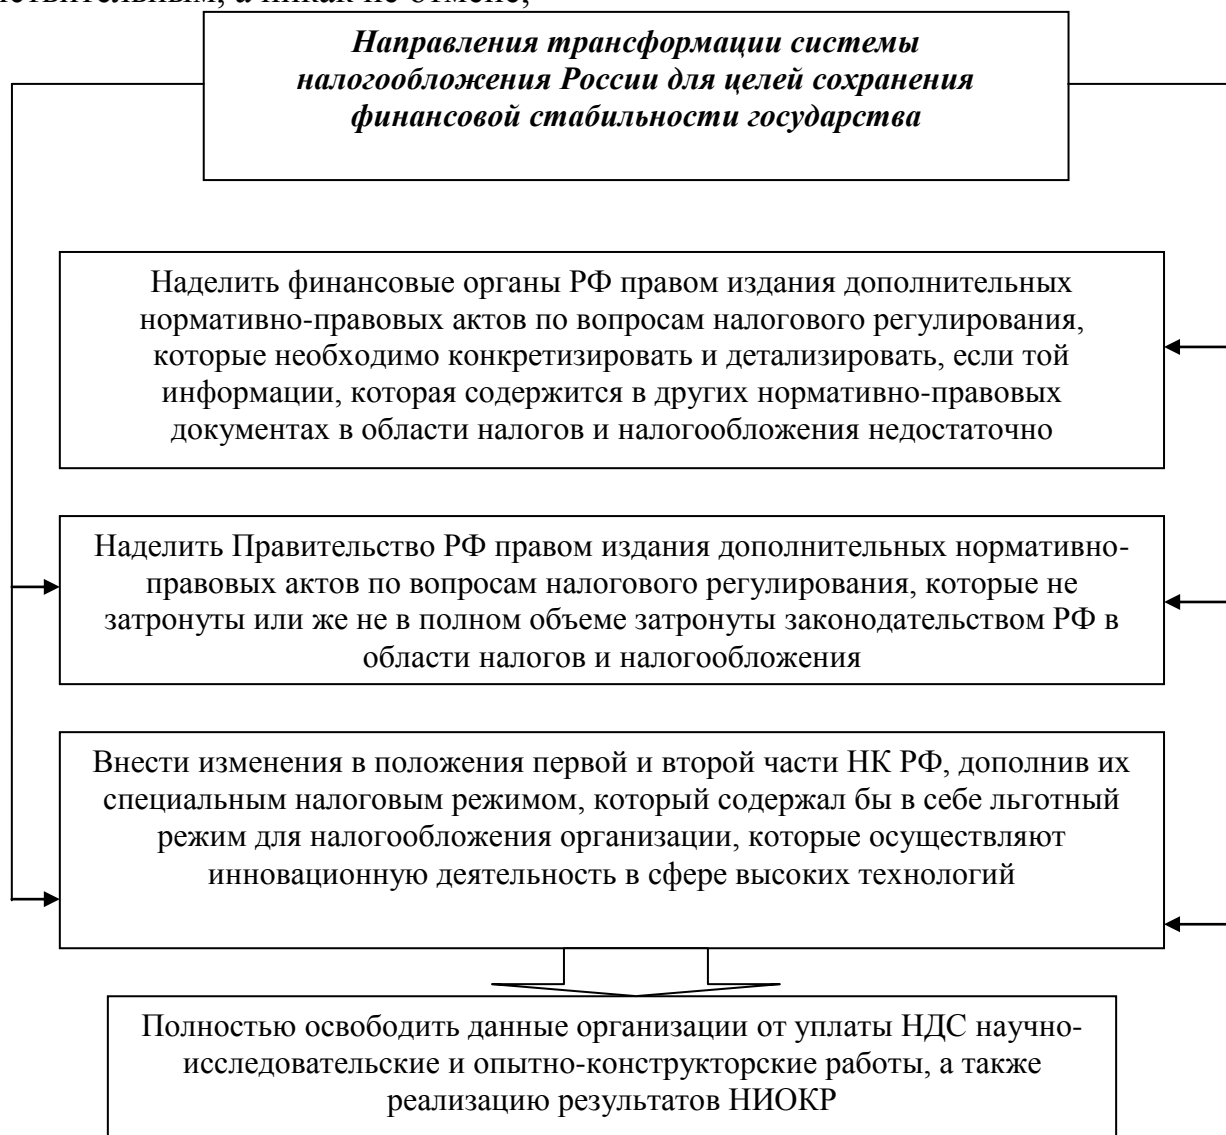 а никак не отмене,
Направления трансформации системы
налогообложения России для целей сохранения
финансовой стабильности государства
Наделить финансовые органы РФ правом издания дополнительных
нормативно-правовых актов по вопросам налогового регулирования,
которые необходимо конкретизировать и детализировать, если той
информации, которая содержится в других нормативно-правовых
документах в области налогов и налогообложения недостаточно
Наделить Правительство РФ правом издания дополнительных нормативно-
правовых актов по вопросам налогового регулирования, которые не
затронуты или же не в полном объеме затронуты законодательством РФ в
области налогов и налогообложения
Внести изменения в положения первой и второй части НК РФ, дополнив их
специальным налоговым режимом, который содержал бы в себе льготный
режим для налогообложения организации, которые осуществляют
инновационную деятельность в сфере высоких технологий
Полностью освободить данные организации от уплаты НДС научно-
исследовательские и опытно-конструкторские работы, а также
реализацию результатов НИОКР